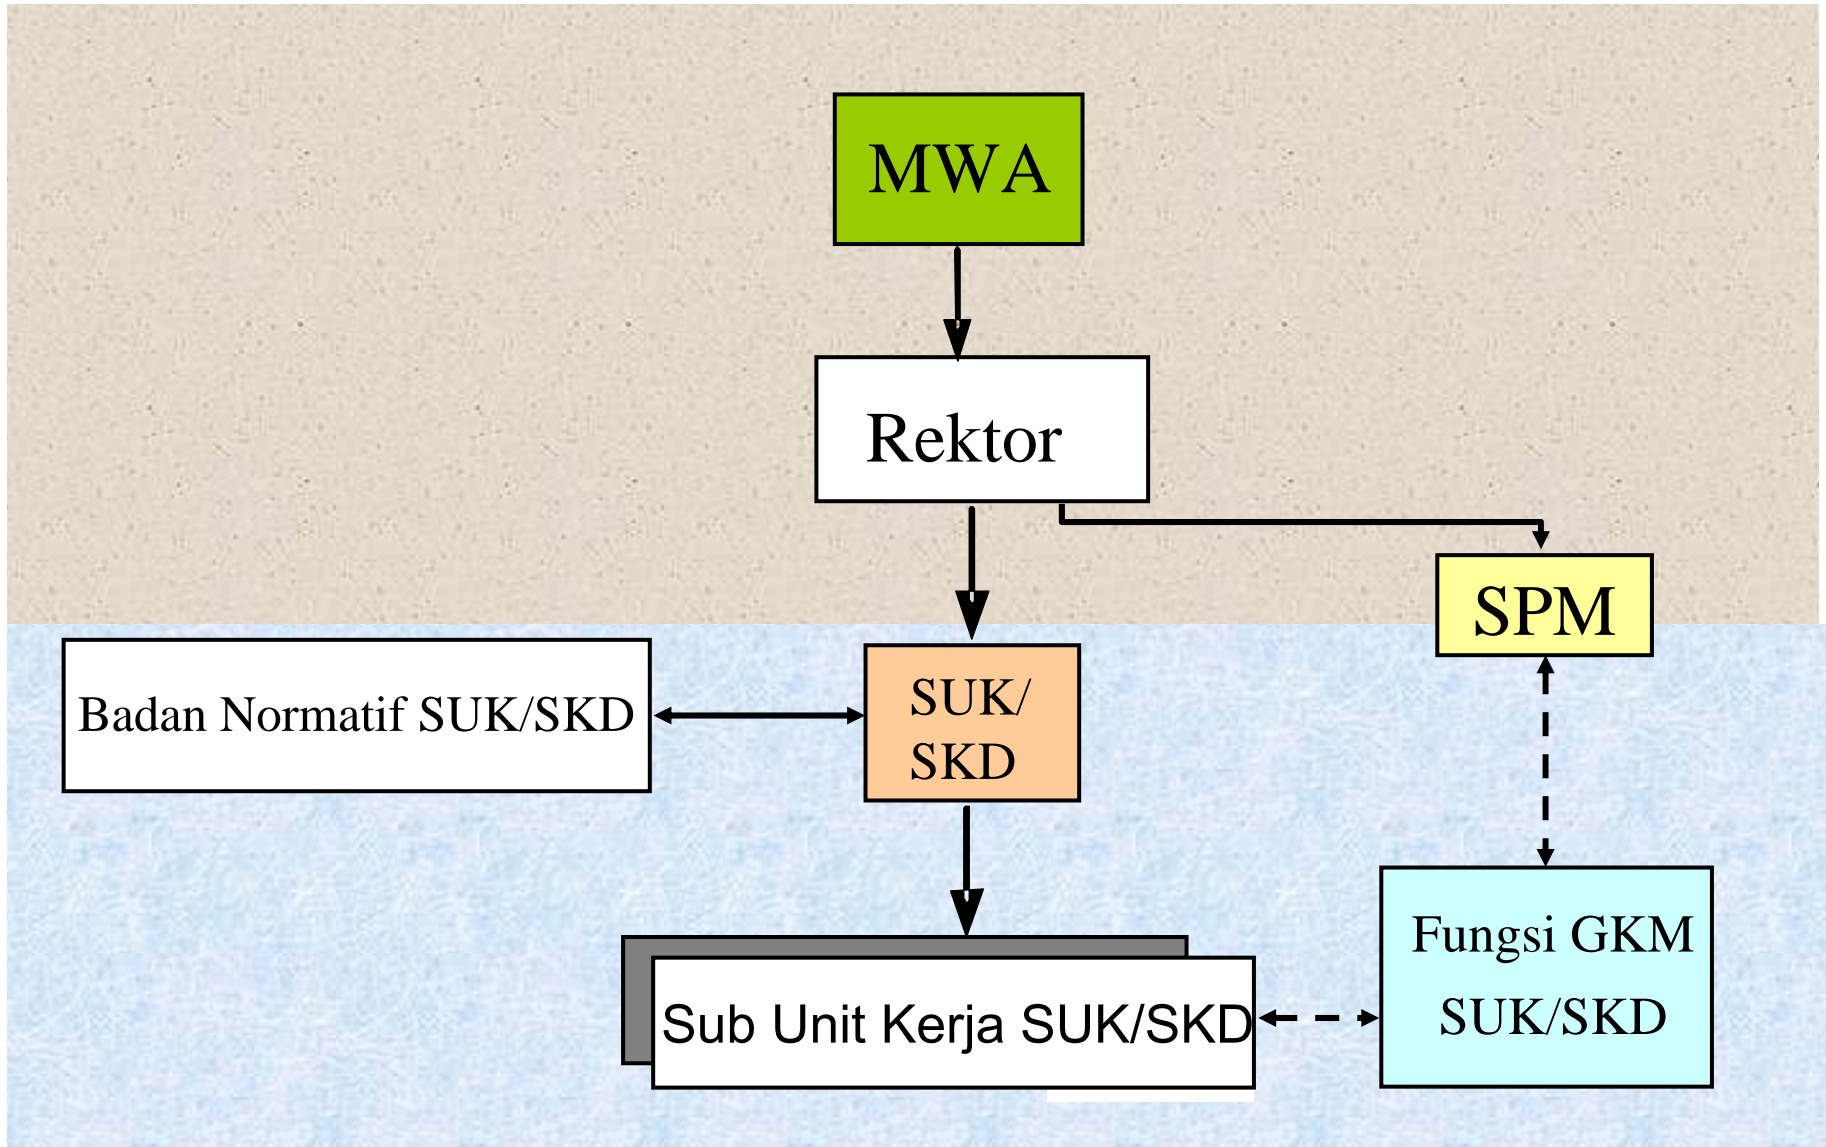 MWA
Rektor
SPM
Badan Normatif SUK/SKD
SUK/
SKD
Fungsi GKM
SUK/SKD
Sub Unit Kerja SUK/SKD